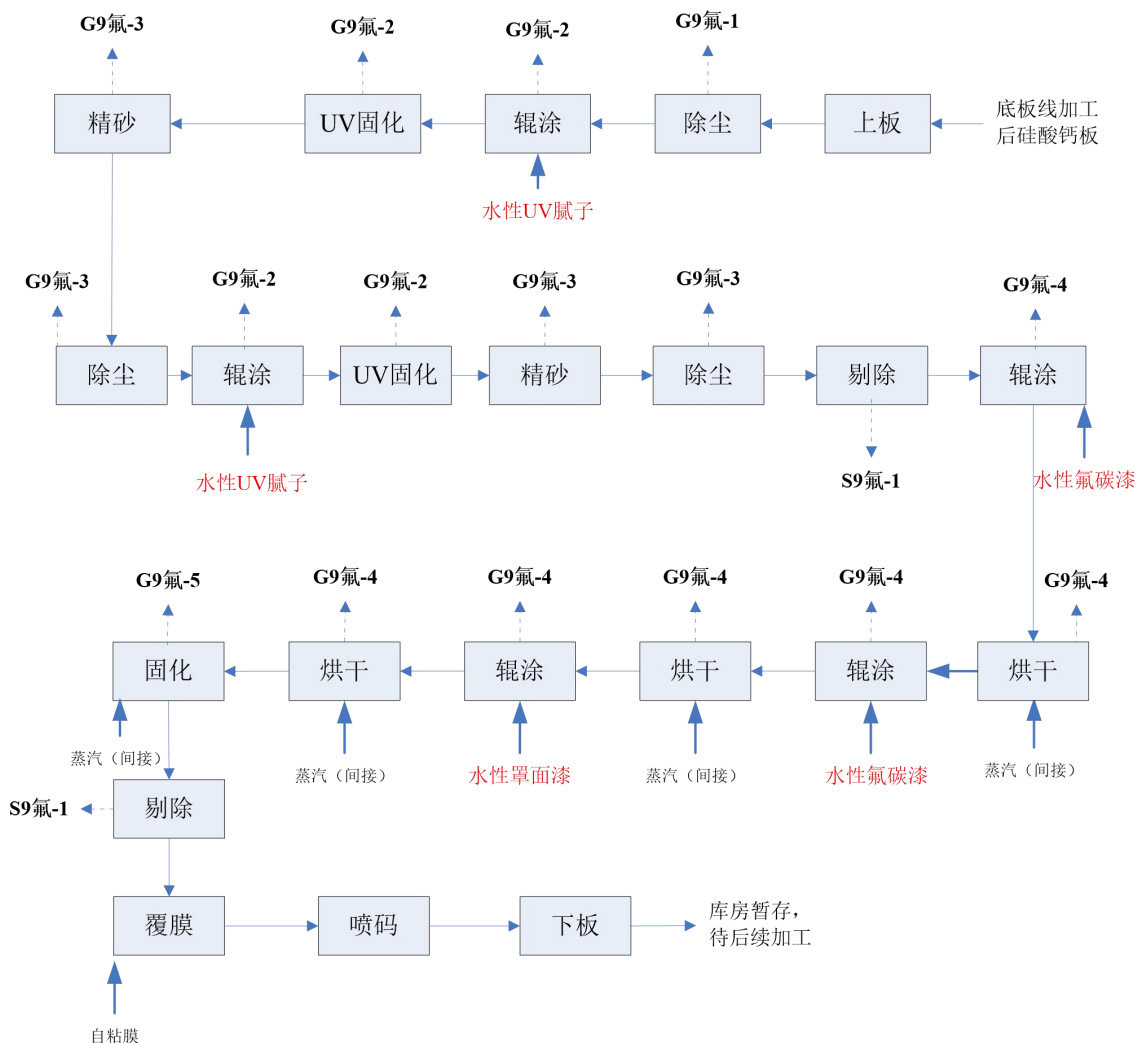 G9氟-3
G9氟-2
G9氟-2
G9氟-1
精砂
UV固化
辊涂
除尘
上板
底板线加工
后硅酸钙板
水性UV腻子
G9氟-3
G9氟-2
G9氟-2
G9氟-3
G9氟-3
G9氟-4
除尘
辊涂
UV固化
精砂
除尘
剔除
辊涂
水性UV腻子
S9氟-1
水性氟碳漆
G9氟-5
G9氟-4
G9氟-4
G9氟-4
G9氟-4
G9氟-4
固化
烘干
辊涂
烘干
辊涂
烘干
蒸汽（间接）
蒸汽（间接）
水性罩面漆
蒸汽（间接）
水性氟碳漆
蒸汽（间接）
S9氟-1
剔除
覆膜
喷码
下板
库房暂存，
待后续加工
自粘膜